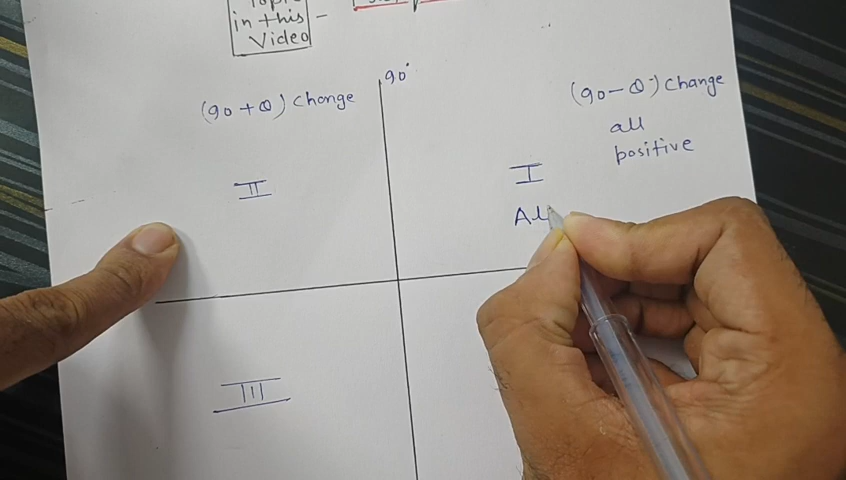 in this
Video
90°
(90+θ) Change
(90-θ) Change
all
positive
II
I
All
III